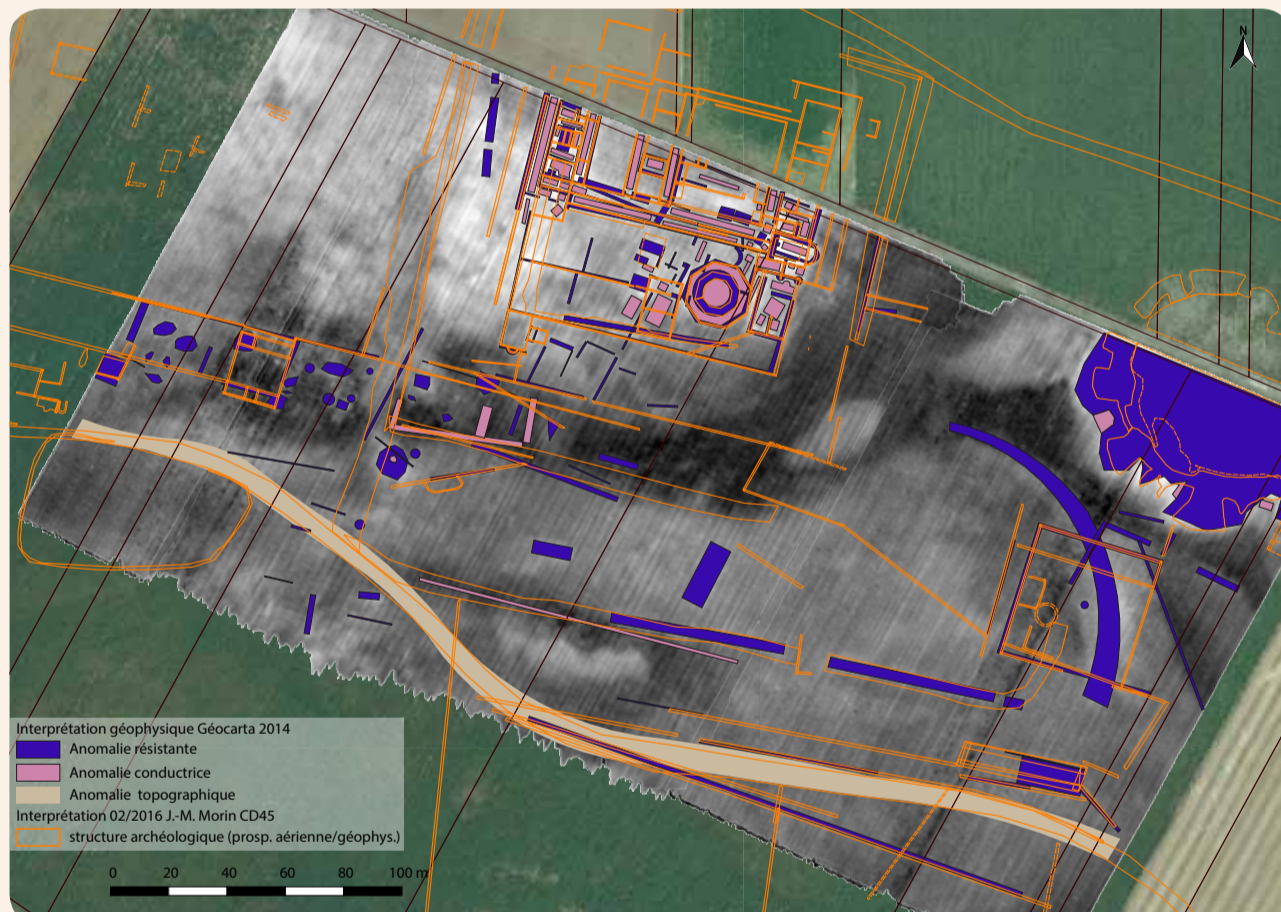 N
Interprétation géophysique Géocarta 2014
Anomalie résistante
Anomalie conductrice
Anomalie topographique
Interprétation 02/2016 J.-M. Morin CD45
structure archéologique (prosp. aérienne/géophys.)
0 20 40 60 80 100 m